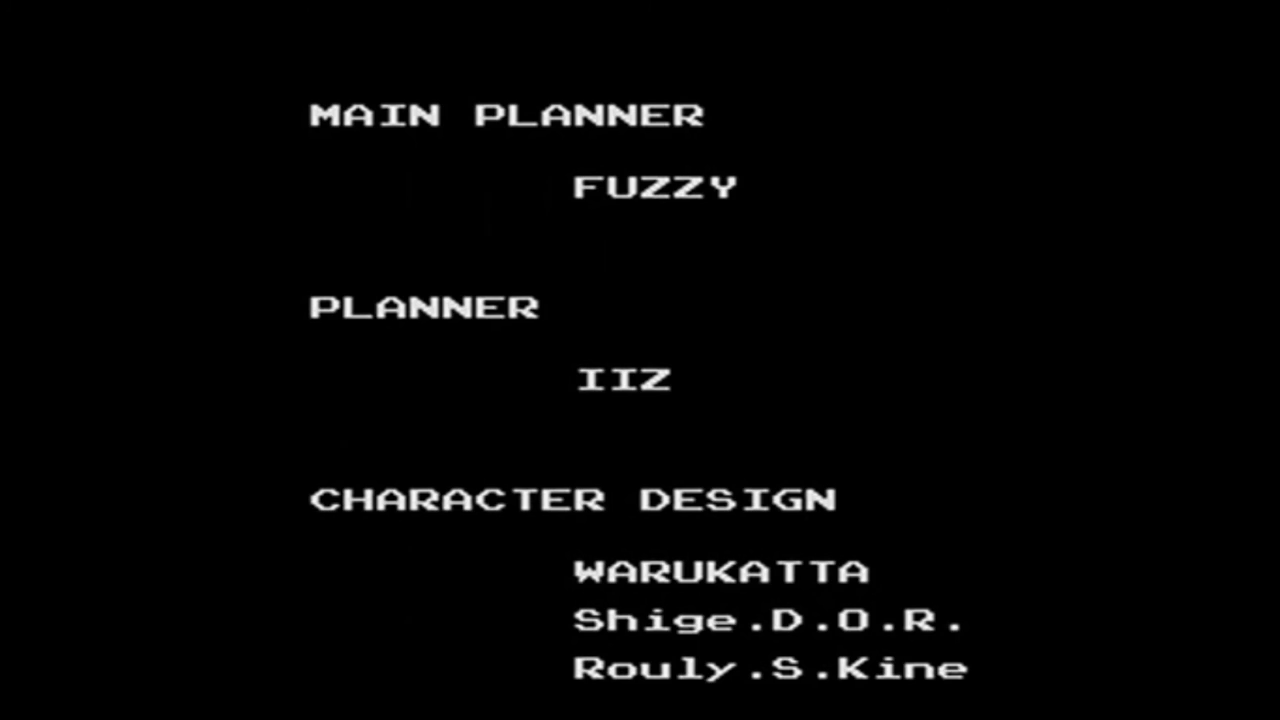 MAIN PLANNER
FUZZY
PLANNER
IIZ
CHARACTER DESIGN
WARUKATTA
Shige.D.O.R.
Rouly.S.Kine